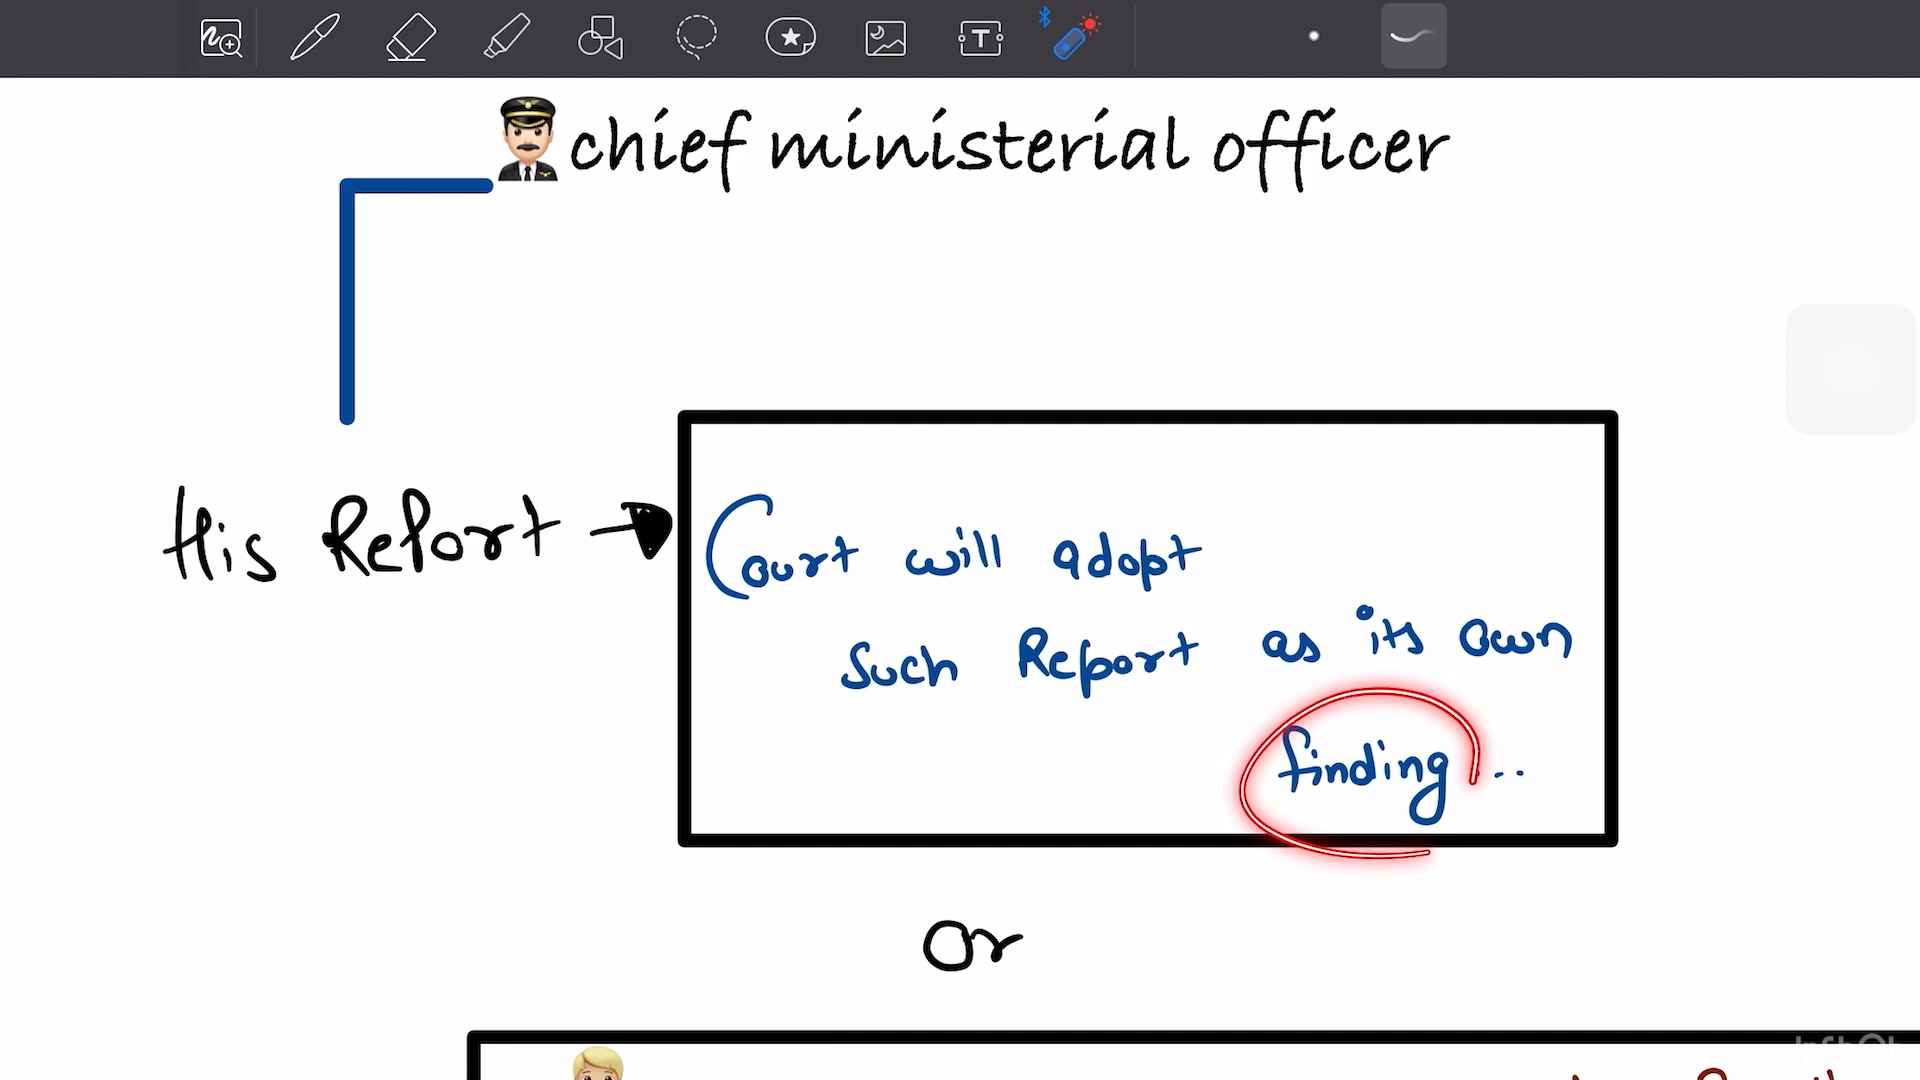 chief ministerial officer
His Report →
Court will adopt
such Report as its own
finding ...
or